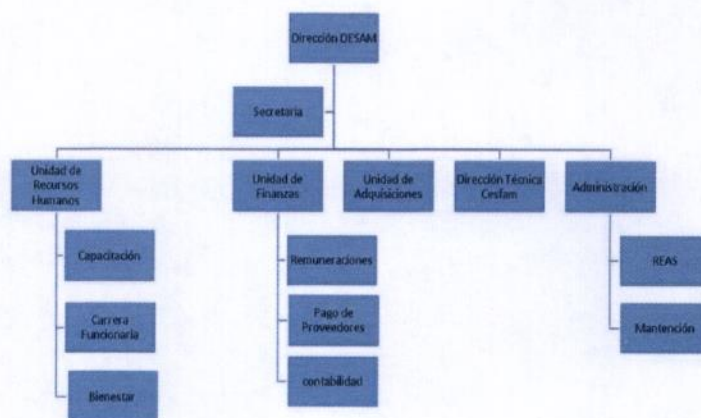 Dirección DESAM
Secretaria
Unidad de
Recursos
Humanos
Unidad de
Finanzas
Unidad de
Adquisiciones
Dirección Técnica
Cesfam
Administración
Capacitación
Carrera
Funcionaria
Bienestar
Remuneraciones
Pago de
Proveedores
contabilidad
REAS
Mantención